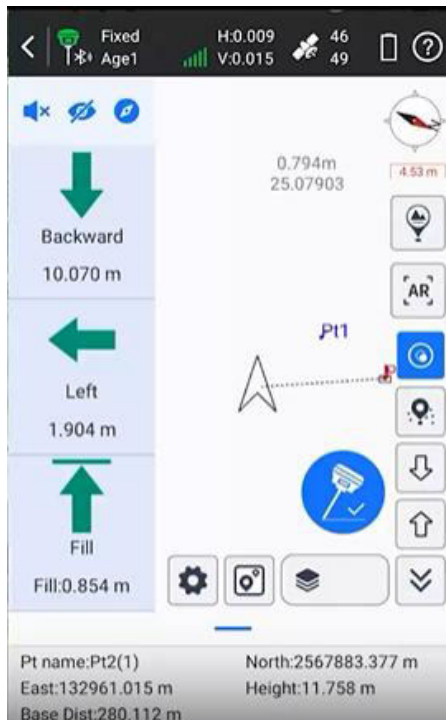 Fixed
Age1
H:0.009
V:0.015
46
49
?
0.794m
25.07903
4.53 m
Backward
10.070 m
AR
Pt1
Left
1.904 m
P
Fill
Fill:0.854 m
Pt name:Pt2(1)
North:2567883.377 m
East:132961.015 m
Height:11.758 m
Base Dist:280.112 m